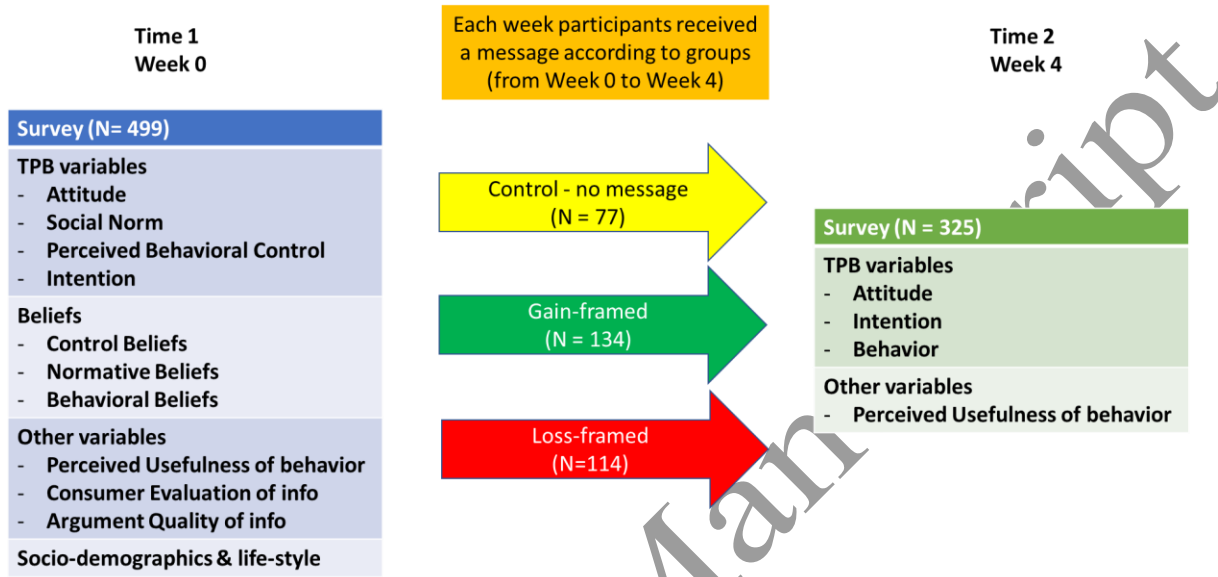 Time 1
Week 0
Each week participants received
a message according to groups
(from Week 0 to Week 4)
Time 2
Week 4
Survey (N= 499)
TPB variables
- Attitude
- Social Norm
- Perceived Behavioral Control
- Intention
Beliefs
- Control Beliefs
- Normative Beliefs
- Behavioral Beliefs
Other variables
- Perceived Usefulness of behavior
- Consumer Evaluation of info
- Argument Quality of info
Socio-demographics & life-style
Control - no message
(N = 77)
Gain-framed
(N = 134)
Loss-framed
(N=114)
Survey (N = 325)
TPB variables
- Attitude
- Intention
- Behavior
Other variables
- Perceived Usefulness of behavior